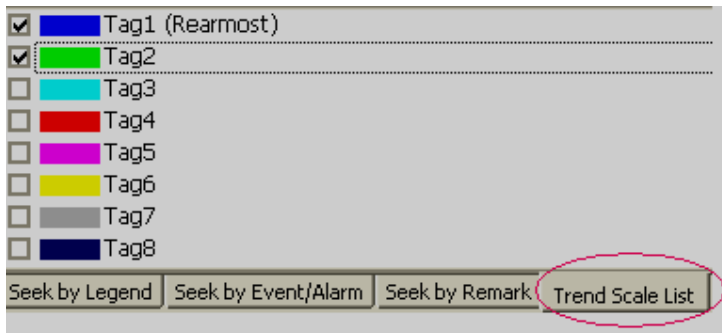 Tag1 (Rearmost)
Tag2
Tag3
Tag4
Tag5
Tag6
Tag7
Tag8
Seek by Legend Seek by Event/Alarm Seek by Remark Trend Scale List